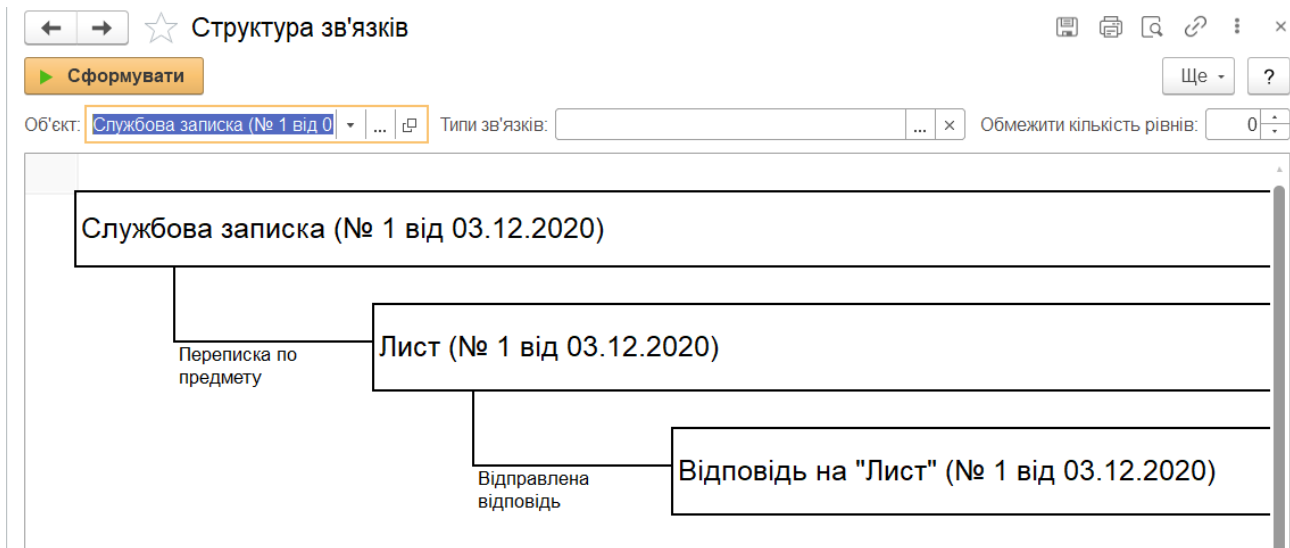 Структура зв'язків
Сформувати
Ще
?
Об'єкт: Службова записка (№ 1 від 0
Типи зв'язків:
Обмежити кількість рівнів: 0
Службова записка (№ 1 від 03.12.2020)
Переписка по
предмету
Лист (№ 1 від 03.12.2020)
Відправлена
відповідь
Відповідь на "Лист" (№ 1 від 03.12.2020)